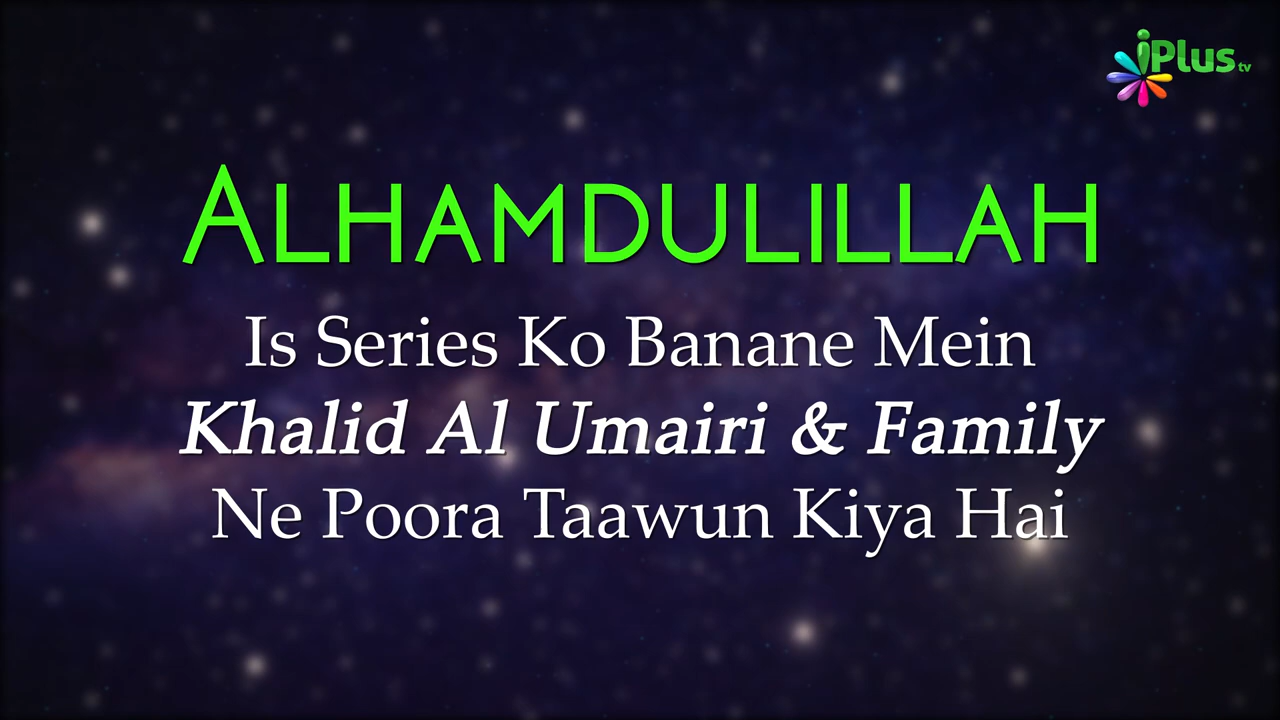 iPlus tv
ALHAMDULILLAH
Is Series Ko Banane Mein
Khalid Al Umairi & Family
Ne Poora Taawun Kiya Hai